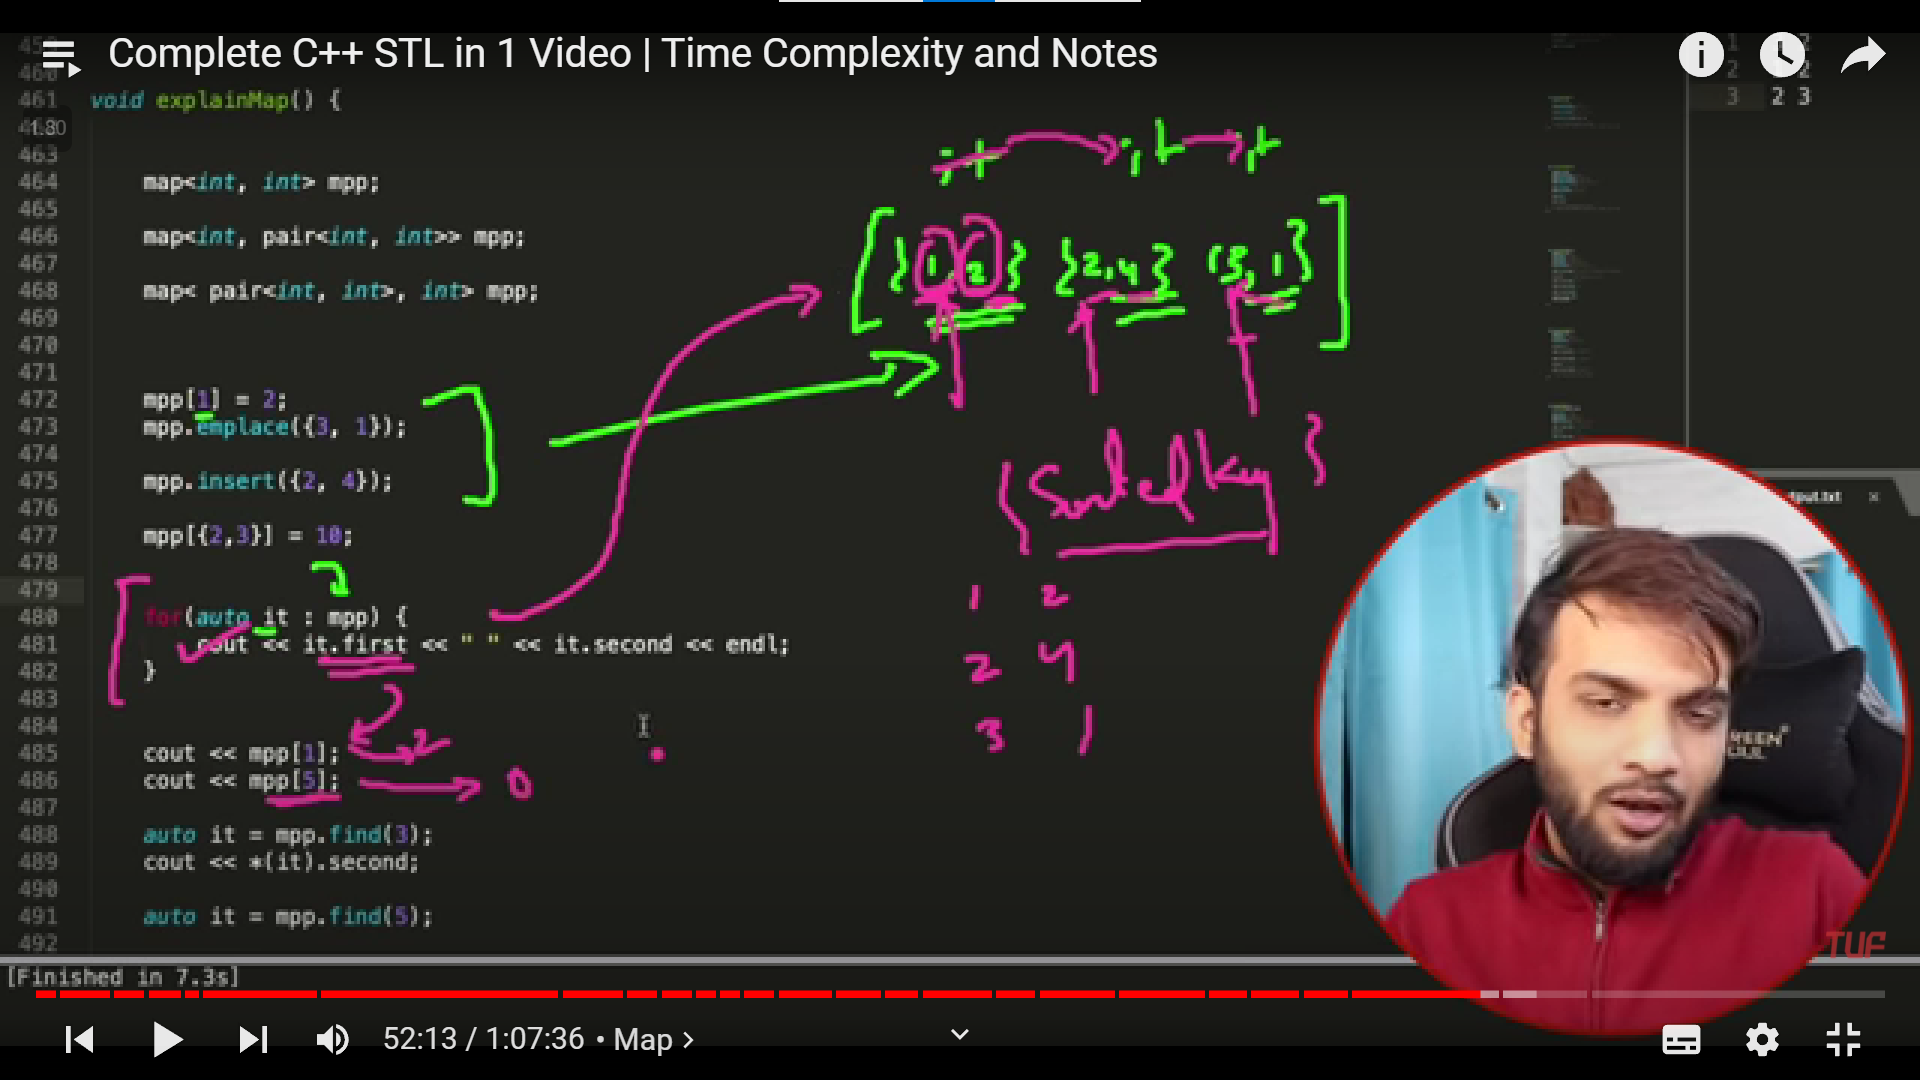 Complete C++ STL in 1 Video | Time Complexity and Notes
461 void explainMap() {
1.80
463
464 map<int, int> mpp;
465
466 map<int, pair<int, int>> mpp;
467
468 map< pair<int, int>, int> mpp;
469
470
471
472 mpp[1] = 2;
473 mpp.emplace({3, 1});
474
475 mpp.insert({2, 4});
476
477 mpp[{2,3}] = 10;
478
479
480 for(auto it : mpp) {
481 cout << it.first << " " << it.second << endl;
482 }
483
484
485 cout << mpp[1];
486 cout << mpp[5];
487
488 auto it = mpp.find(3);
489 cout << *(it).second;
490
491 auto it = mpp.find(5);
492
it it it
{1, 2} {2,4} {3, 1}
1 2
2 4
3 1
2
0
1 2
2 2
3 2 3
put.txt ×
TUF
[Finished in 7.3s]
52:13 / 1:07:36 • Map >